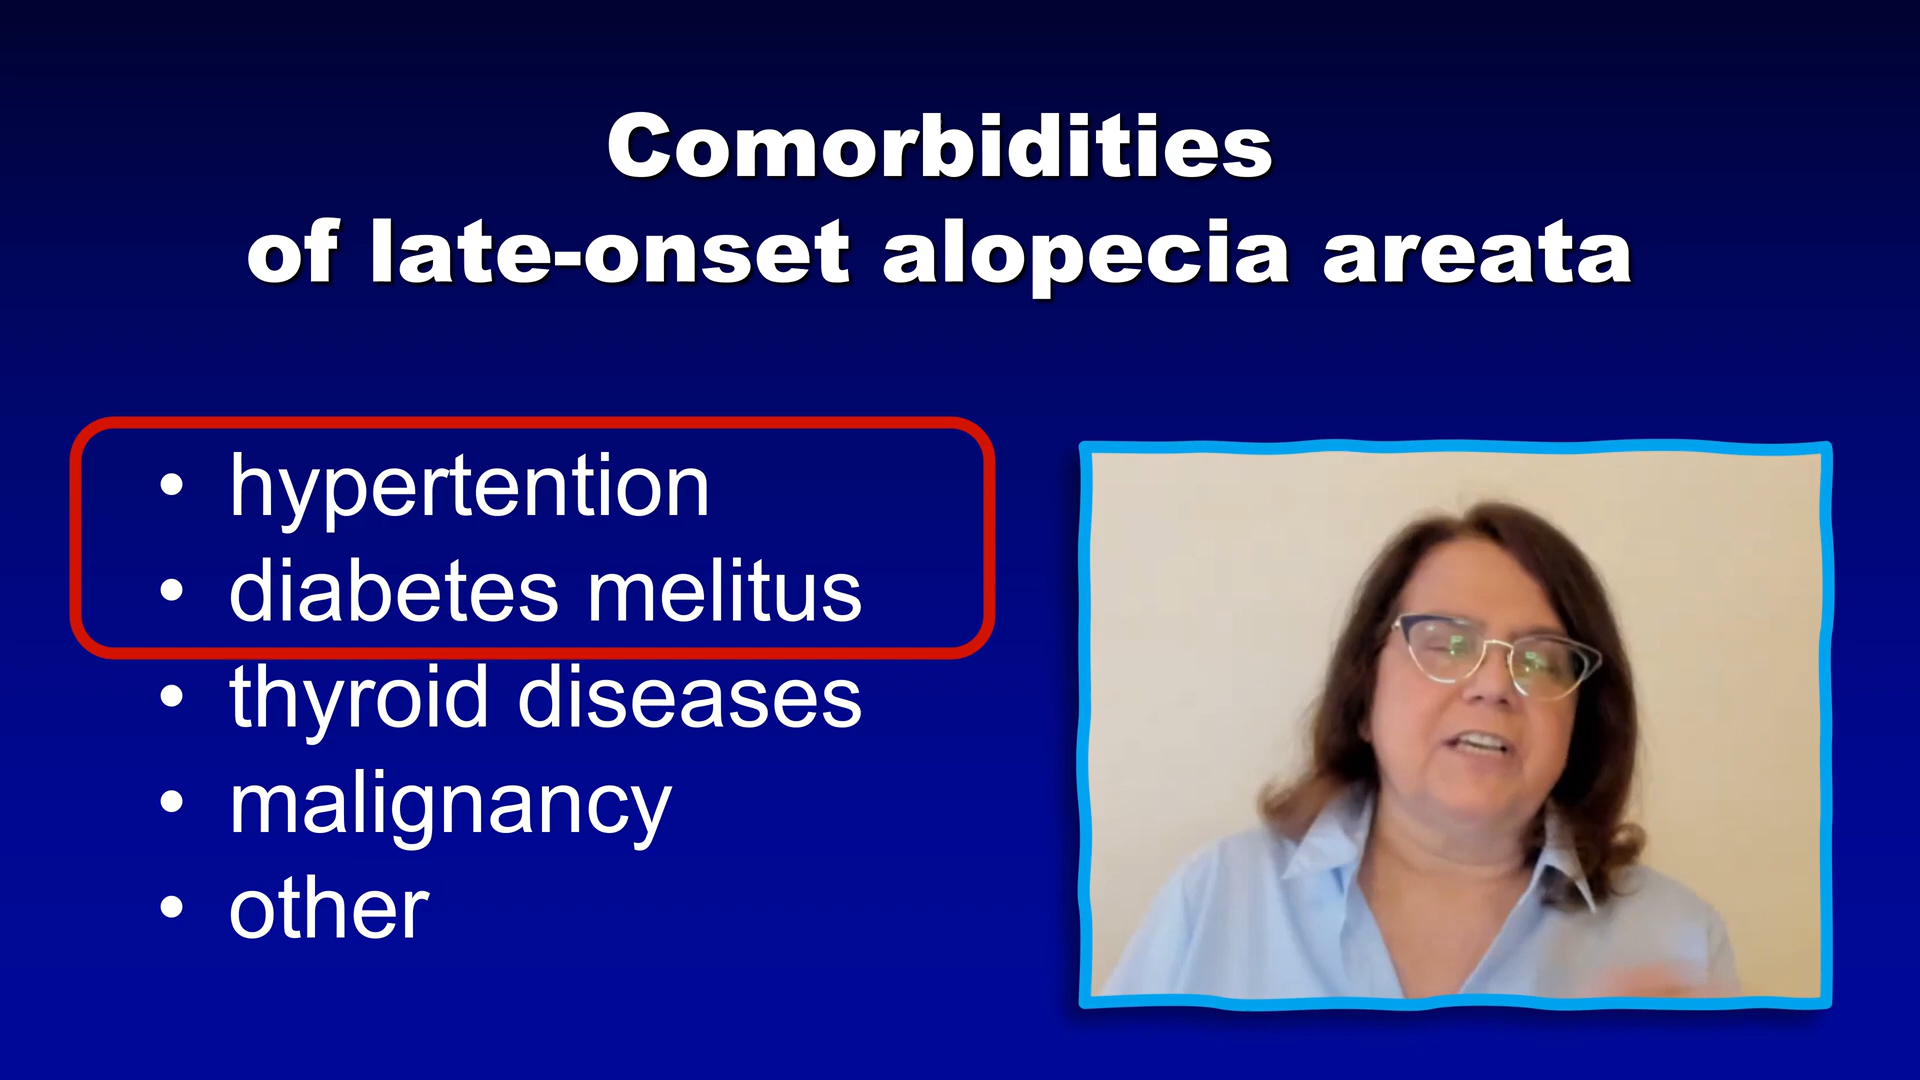 Comorbidities
of late-onset alopecia areata
• hypertention
• diabetes melitus
• thyroid diseases
• malignancy
• other